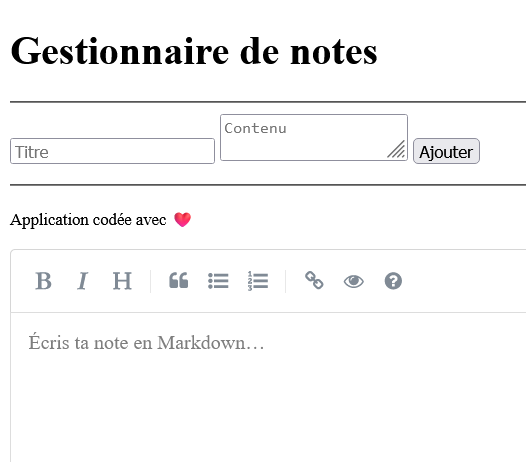 Gestionnaire de notes
Contenu
Titre
Ajouter
Application codée avec
B I H
Écris ta note en Markdown…